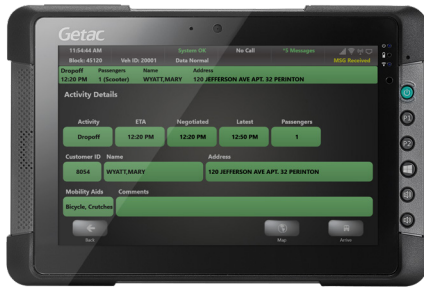 Getac
11:54:44 AM System OK No Call *5 Messages
Block: 45120 Veh ID: 20001 Data Normal MSG Received
Dropoff Passengers Name Address
12:20 PM 1 (Scooter) WYATT,MARY 120 JEFFERSON AVE APT. 32 PERINTON
Activity Details
Activity ETA Negotiated Latest Passengers
Dropoff 12:20 PM 12:20 PM 12:50 PM 1
Customer ID Name Address
8054 WYATT,MARY 120 JEFFERSON AVE APT. 32 PERINTON
Mobility Aids Comments
Bicycle, Crutches
Back Map Arrive
P1
P2